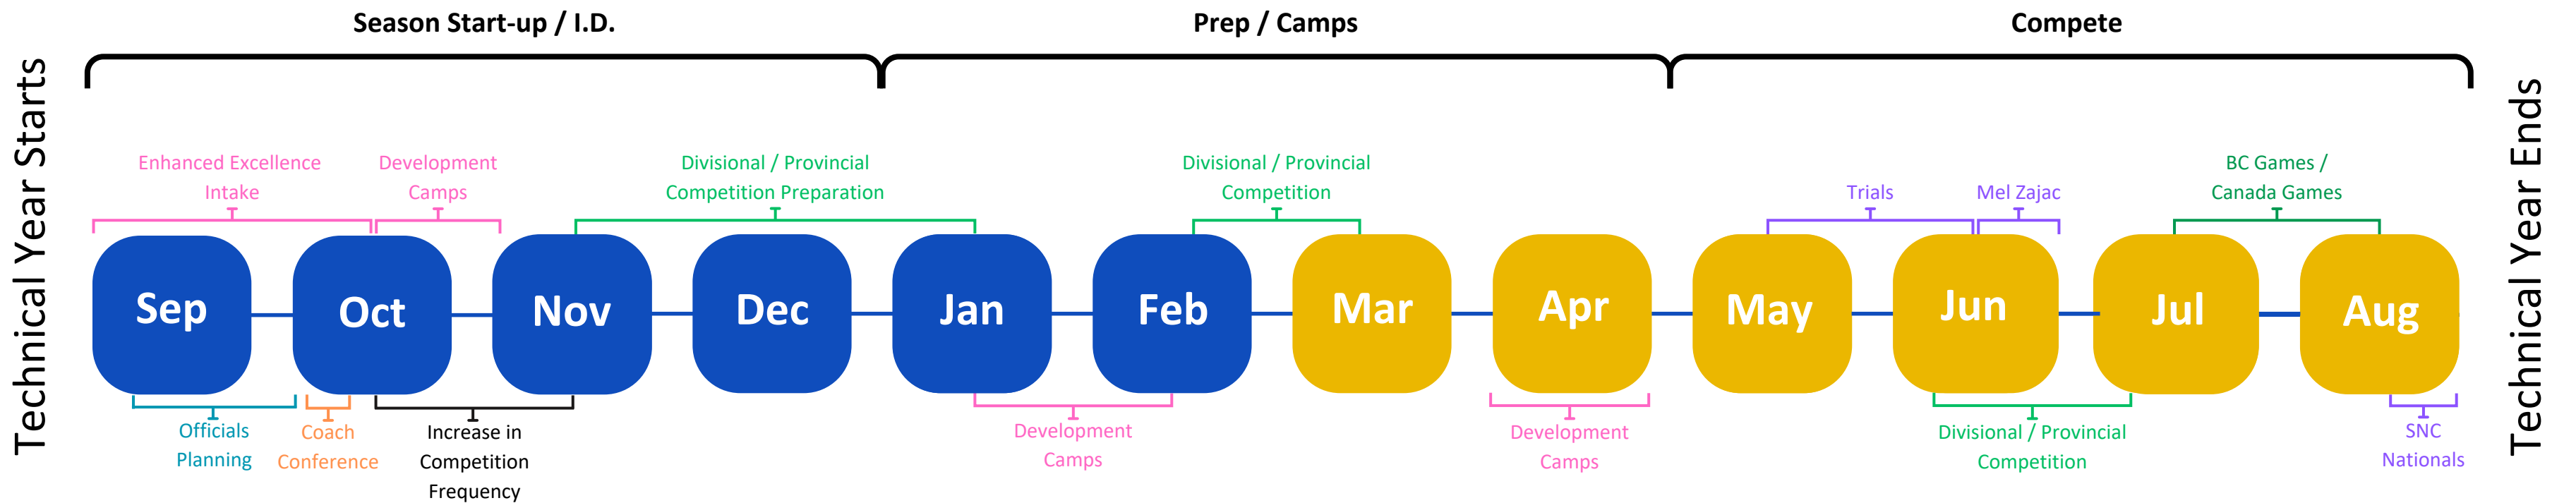 Season Start-up / I.D.
Prep / Camps
Compete
Technical Year Starts
Enhanced Excellence
Intake
Development
Camps
Divisional / Provincial
Competition Preparation
Divisional / Provincial
Competition
Trials
Mel Zajac
BC Games /
Canada Games
Sep
Oct
Nov
Dec
Jan
Feb
Mar
Apr
May
Jun
Jul
Aug
Officials
Planning
Coach
Conference
Increase in
Competition
Frequency
Development
Camps
Development
Camps
Divisional / Provincial
Competition
SNC
Nationals
Technical Year Ends